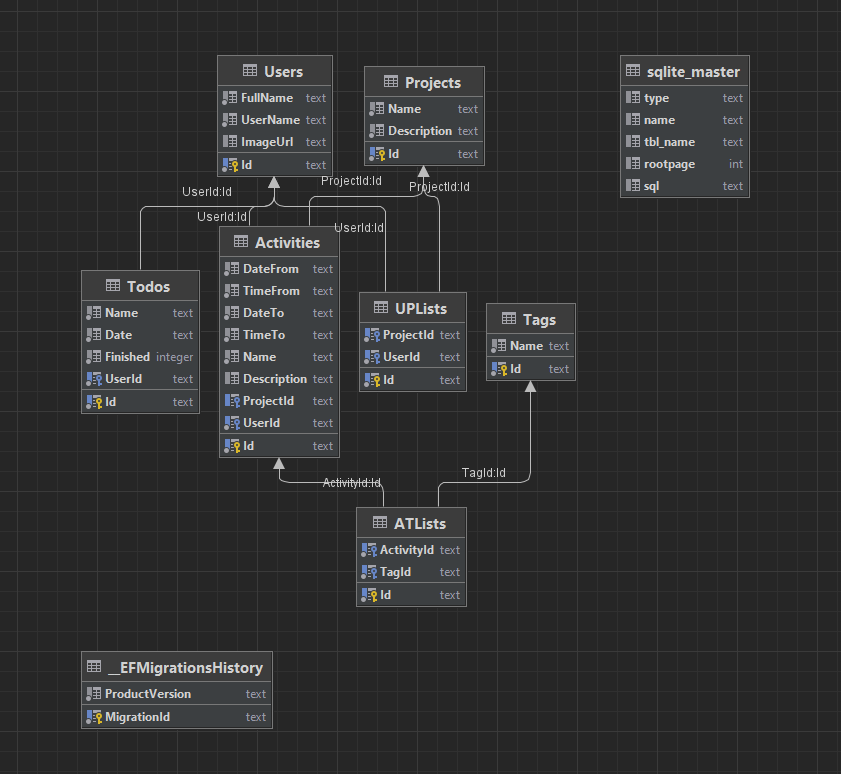 Users
FullName text
UserName text
ImageUrl text
Id text
Projects
Name text
Description text
Id text
sqlite_master
type text
name text
tbl_name text
rootpage int
sql text
UserId:Id
ProjectId:Id
ProjectId:Id
UserId:Id
UserId:Id
Activities
DateFrom text
TimeFrom text
DateTo text
TimeTo text
Name text
Description text
ProjectId text
UserId text
Id text
Todos
Name text
Date text
Finished integer
UserId text
Id text
UPLists
ProjectId text
UserId text
Id text
Tags
Name text
Id text
ActivityId:Id
TagId:Id
ATLists
ActivityId text
TagId text
Id text
__EFMigrationsHistory
ProductVersion text
MigrationId text